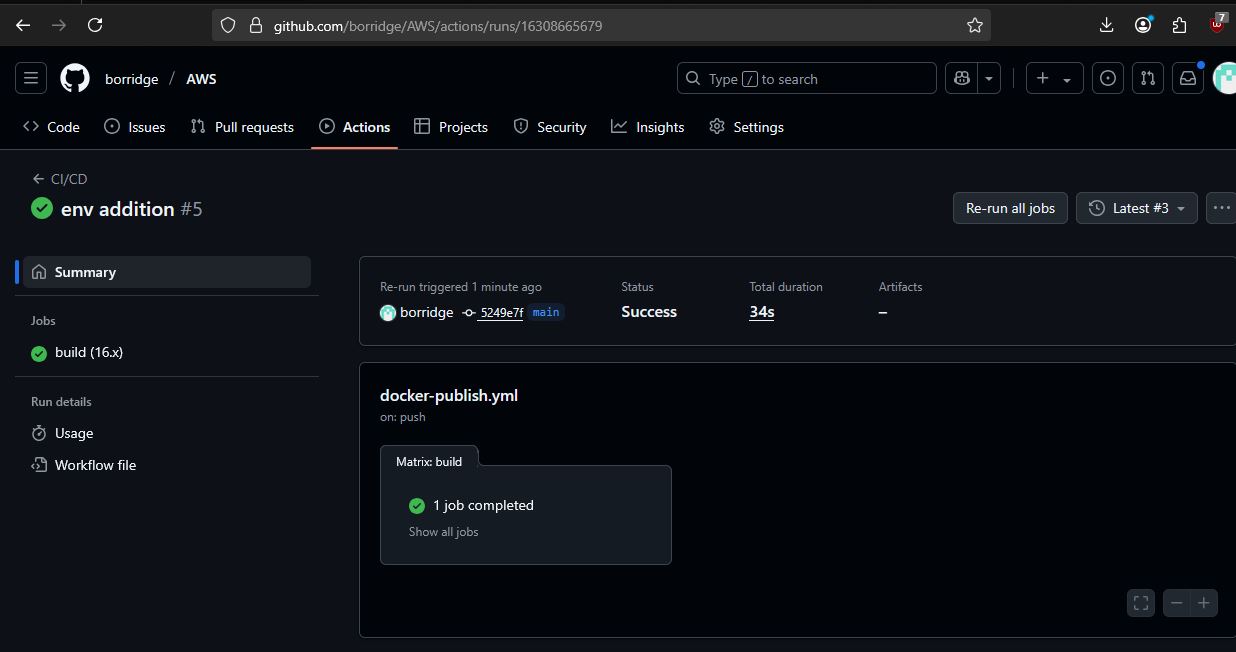 github.com/borridge/AWS/actions/runs/16308665679
7
borridge / AWS
Type / to search
Code
Issues
Pull requests
Actions
Projects
Security
Insights
Settings
CI/CD
env addition #5
Re-run all jobs
Latest #3
Summary
Jobs
build (16.x)
Run details
Usage
Workflow file
Re-run triggered 1 minute ago
borridge 5249e7f main
Status
Success
Total duration
34s
Artifacts
–
docker-publish.yml
on: push
Matrix: build
1 job completed
Show all jobs